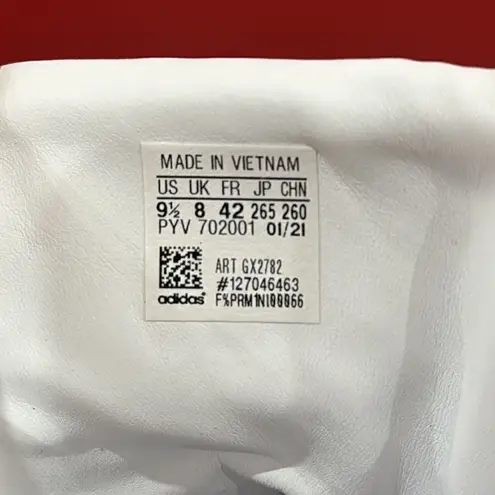 MADE IN VIETNAM
US UK FR JP CHN
9½ 8 42 265 260
PYV 702001 01/21
ART GX2782
#127046463
adidas® F%PRM1N100066